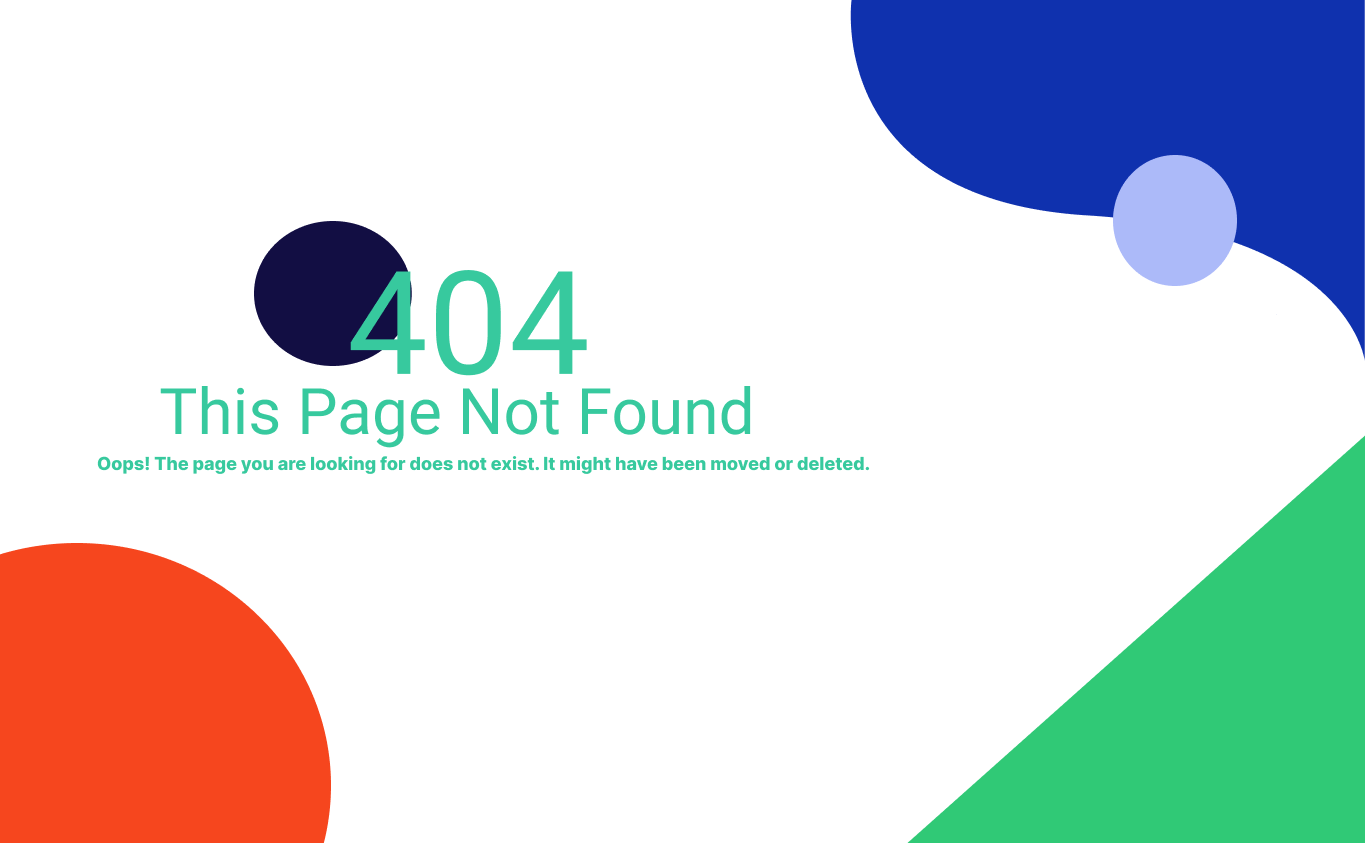 404
This Page Not Found
Oops! The page you are looking for does not exist. It might have been moved or deleted.